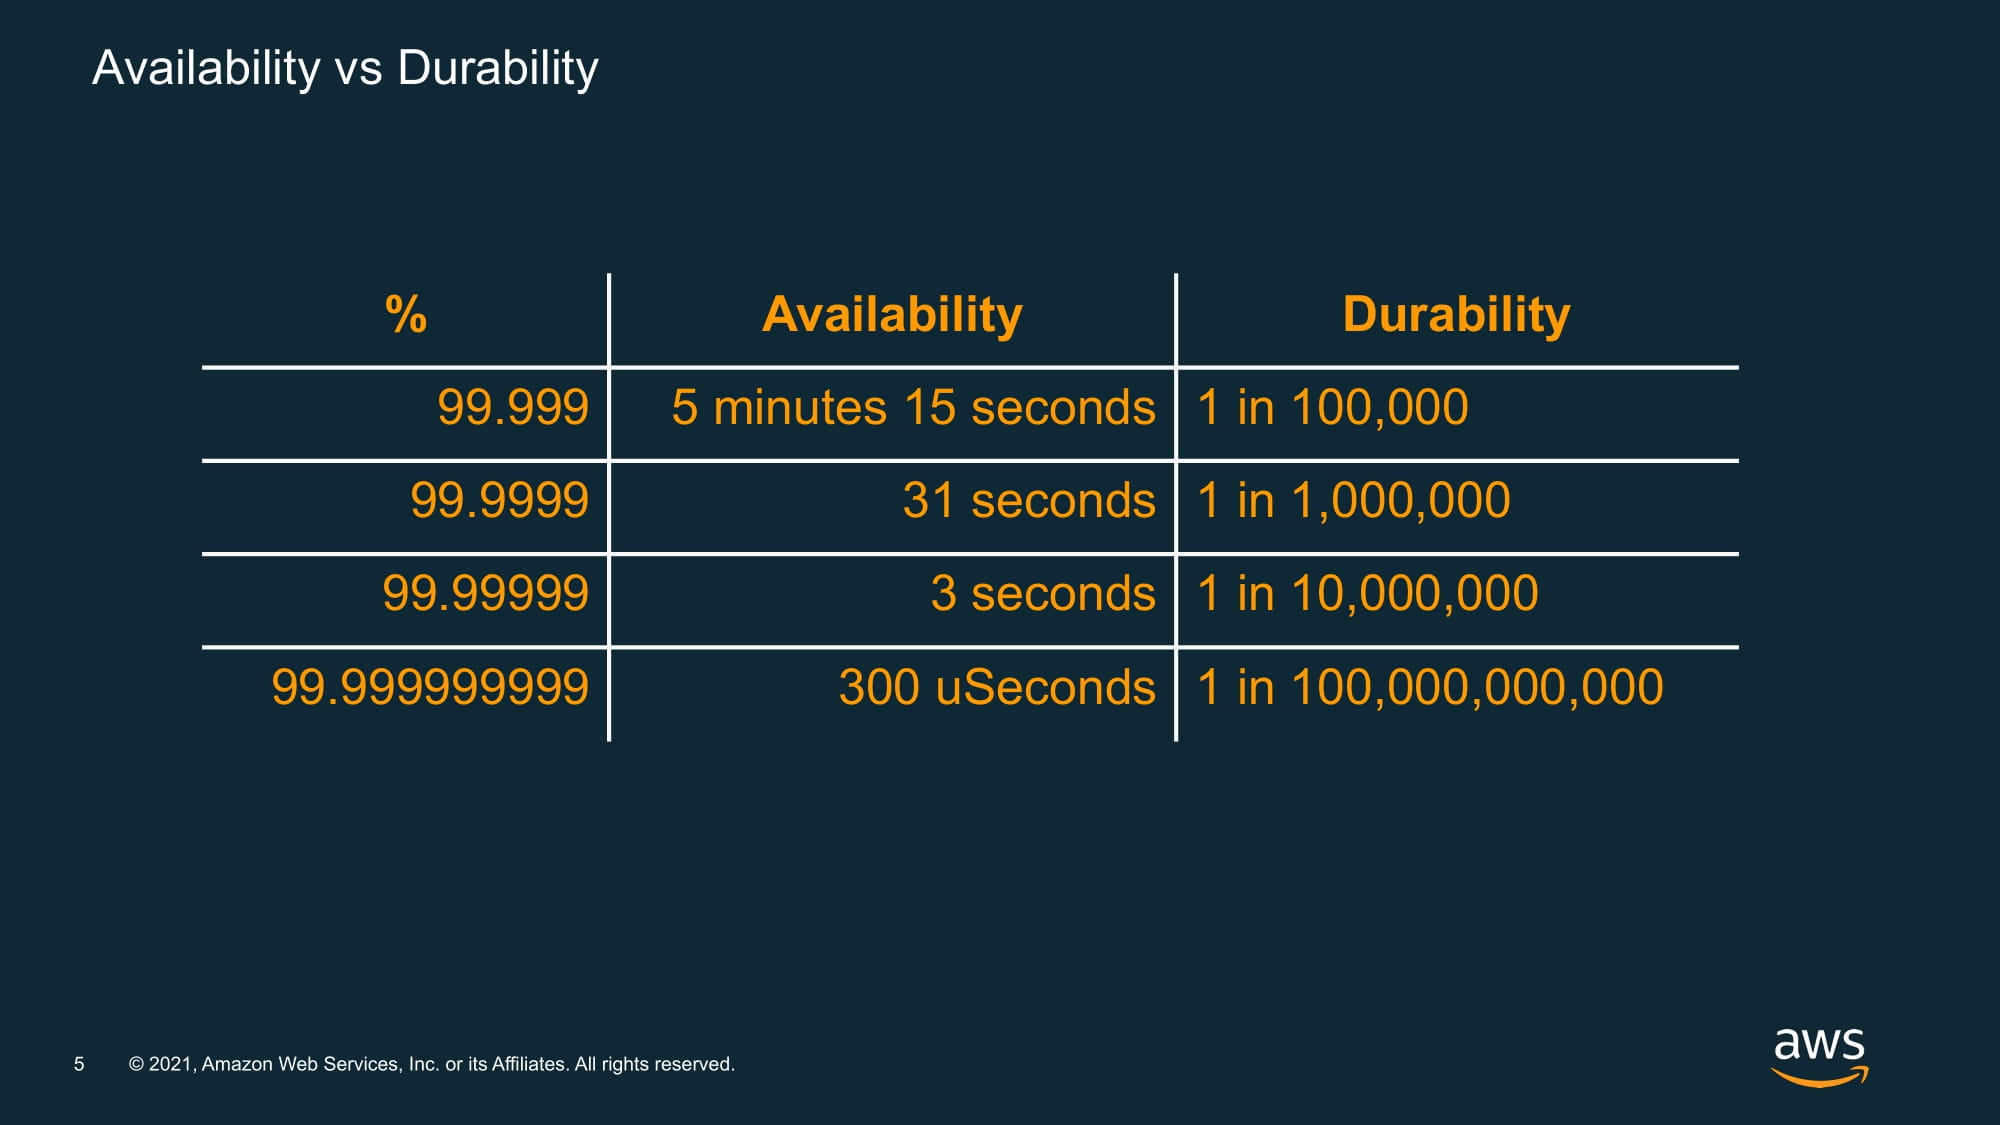 Availability vs Durability
% Availability Durability
99.999 5 minutes 15 seconds 1 in 100,000
99.9999 31 seconds 1 in 1,000,000
99.99999 3 seconds 1 in 10,000,000
99.999999999 300 uSeconds 1 in 100,000,000,000
5 © 2021, Amazon Web Services, Inc. or its Affiliates. All rights reserved.
aws